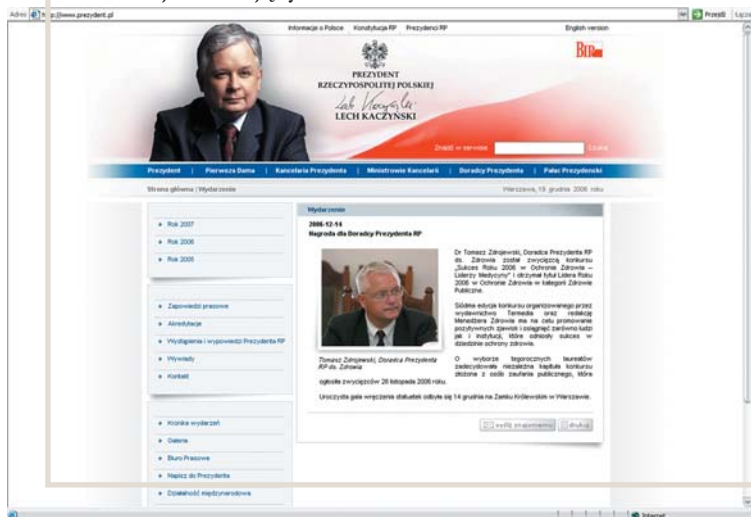 Adres http://www.prezydent.pl Przejdź Łącza
Informacje o Polsce Konstytucja RP Prezydenci RP English version
BIP
PREZYDENT
RZECZYPOSPOLITEJ POLSKIEJ
LECH KACZYŃSKI
Znajdź w serwisie Szukaj
Prezydent | Pierwsza Dama | Kancelaria Prezydenta | Ministrowie Kancelarii | Doradcy Prezydenta | Pałac Prezydencki
Strona główna | Wydarzenie Warszawa, 19 grudnia 2006 roku
Rok 2007
Rok 2006
Rok 2005
Zapowiedzi prasowe
Akredytacje
Wystąpienia i wypowiedzi Prezydenta RP
Wywiady
Kontakt
Kronika wydarzeń
Galeria
Biuro Prasowe
Napisz do Prezydenta
Działalność międzynarodowa
Wydarzenie
2006-12-14
Nagroda dla Doradcy Prezydenta RP
Dr Tomasz Zdrojewski, Doradca Prezydenta RP
ds. Zdrowia został zwycięzcą konkursu
„Sukces Roku 2006 w Ochronie Zdrowia –
Liderzy Medycyny” i otrzymał tytuł Lidera Roku
2006 w Ochronie Zdrowia w kategorii Zdrowie
Publiczne.
Siódma edycja konkursu organizowanego przez
wydawnictwo Termedia oraz redakcję
Menedżera Zdrowia ma na celu promowanie
pozytywnych zjawisk i osiągnięć zarówno ludzi
jak i instytucji, które odniosły sukces w
dziedzinie ochrony zdrowia.
Tomasz Zdrojewski, Doradca Prezydenta
RP ds. Zdrowia
O wyborze tegorocznych laureatów
zadecydowała niezależna kapituła konkursu
złożona z osób zaufania publicznego, która
ogłosiła zwycięzców 28 listopada 2006 roku.
Uroczysta gala wręczenia statuetek odbyła się 14 grudnia na Zamku Królewskim w Warszawie.
wyślij znajomemu drukuj
Internet